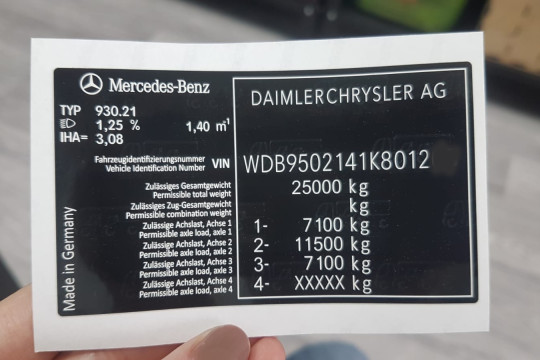 Mercedes-Benz
TYP 930.21
1,25 % 1,40 m¹
IHA= 3,08
DAIMLERCHRYSLER AG
Fahrzeugidentifizierungsnummer
Vehicle Identification Number VIN WDB9502141K8012
Zulässiges Gesamtgewicht
Permissible total weight 25000 kg
Zulässiges Zug-Gesamtgewicht
Permissible combination weight kg
Zulässige Achslast, Achse 1
Permissible axle load, axle 1 1- 7100 kg
Zulässige Achslast, Achse 2
Permissible axle load, axle 2 2- 11500 kg
Zulässige Achslast, Achse 3
Permissible axle load, axle 3 3- 7100 kg
Zulässige Achslast, Achse 4
Permissible axle load, axle 4 4- XXXXX kg
Made in Germany